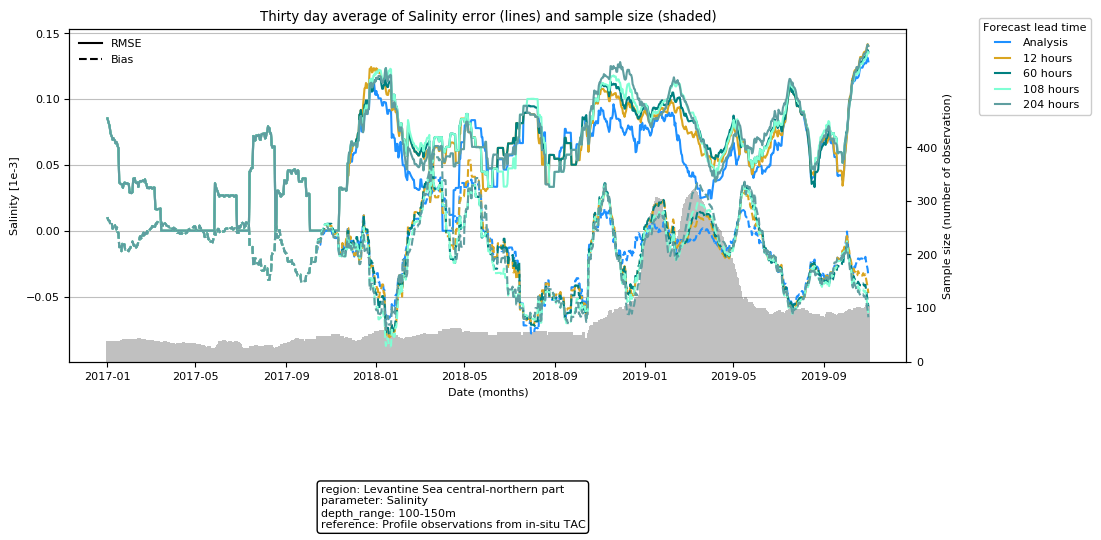 Thirty day average of Salinity error (lines) and sample size (shaded)
Forecast lead time
Analysis
12 hours
60 hours
108 hours
204 hours
RMSE
Bias
Salinity [1e-3]
0.15
0.10
0.05
0.00
−0.05
Sample size (number of observation)
400
300
200
100
0
2017-01
2017-05
2017-09
2018-01
2018-05
2018-09
2019-01
2019-05
2019-09
Date (months)
region: Levantine Sea central-northern part
parameter: Salinity
depth_range: 100-150m
reference: Profile observations from in-situ TAC